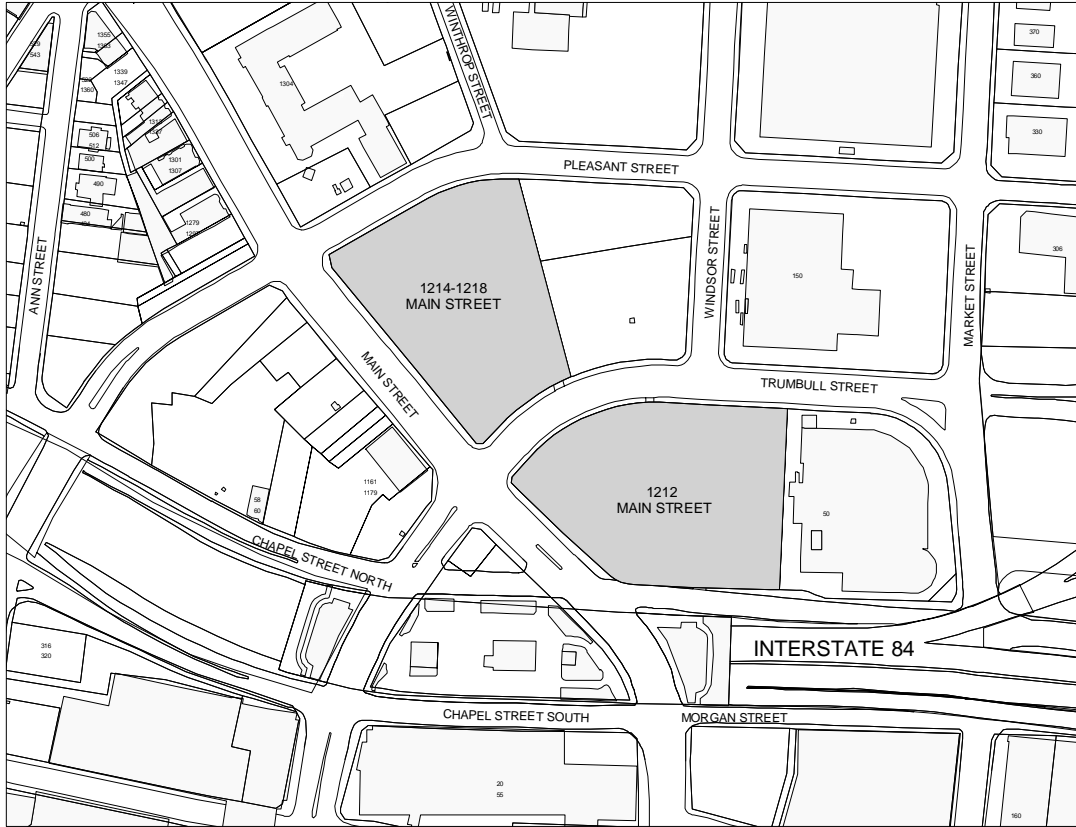 WINTHROP STREET
1355
1363
543
1339
1347
1360
1304
370
360
330
506
512
500
490
480
1301
1307
1279
PLEASANT STREET
ANN STREET
WINDSOR STREET
MARKET STREET
306
150
1214-1218
MAIN STREET
MAIN STREET
TRUMBULL STREET
1161
1179
58
60
1212
MAIN STREET
50
CHAPEL STREET NORTH
316
320
INTERSTATE 84
CHAPEL STREET SOUTH
MORGAN STREET
20
55
160